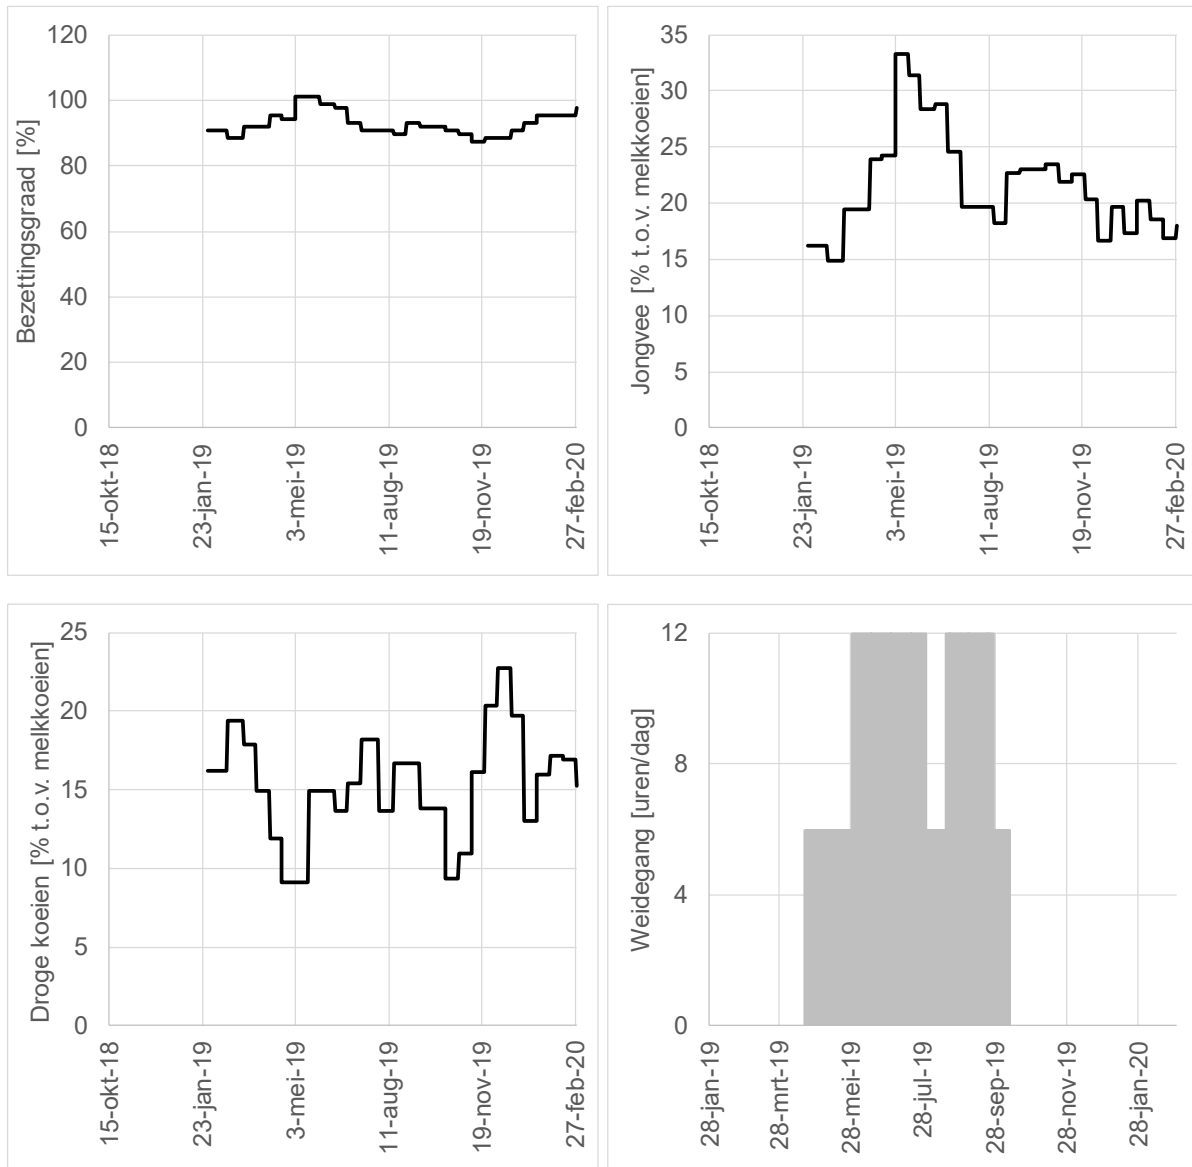 Bezettingsgraad [%]
120
100
80
60
40
20
0
15-okt-18
23-jan-19
3-mei-19
11-aug-19
19-nov-19
27-feb-20
Jongvee [% t.o.v. melkkoeien]
35
30
25
20
15
10
5
0
15-okt-18
23-jan-19
3-mei-19
11-aug-19
19-nov-19
27-feb-20
Droge koeien [% t.o.v. melkkoeien]
25
20
15
10
5
0
15-okt-18
23-jan-19
3-mei-19
11-aug-19
19-nov-19
27-feb-20
Weidegang [uren/dag]
12
8
4
0
28-jan-19
28-mrt-19
28-mei-19
28-jul-19
28-sep-19
28-nov-19
28-jan-20